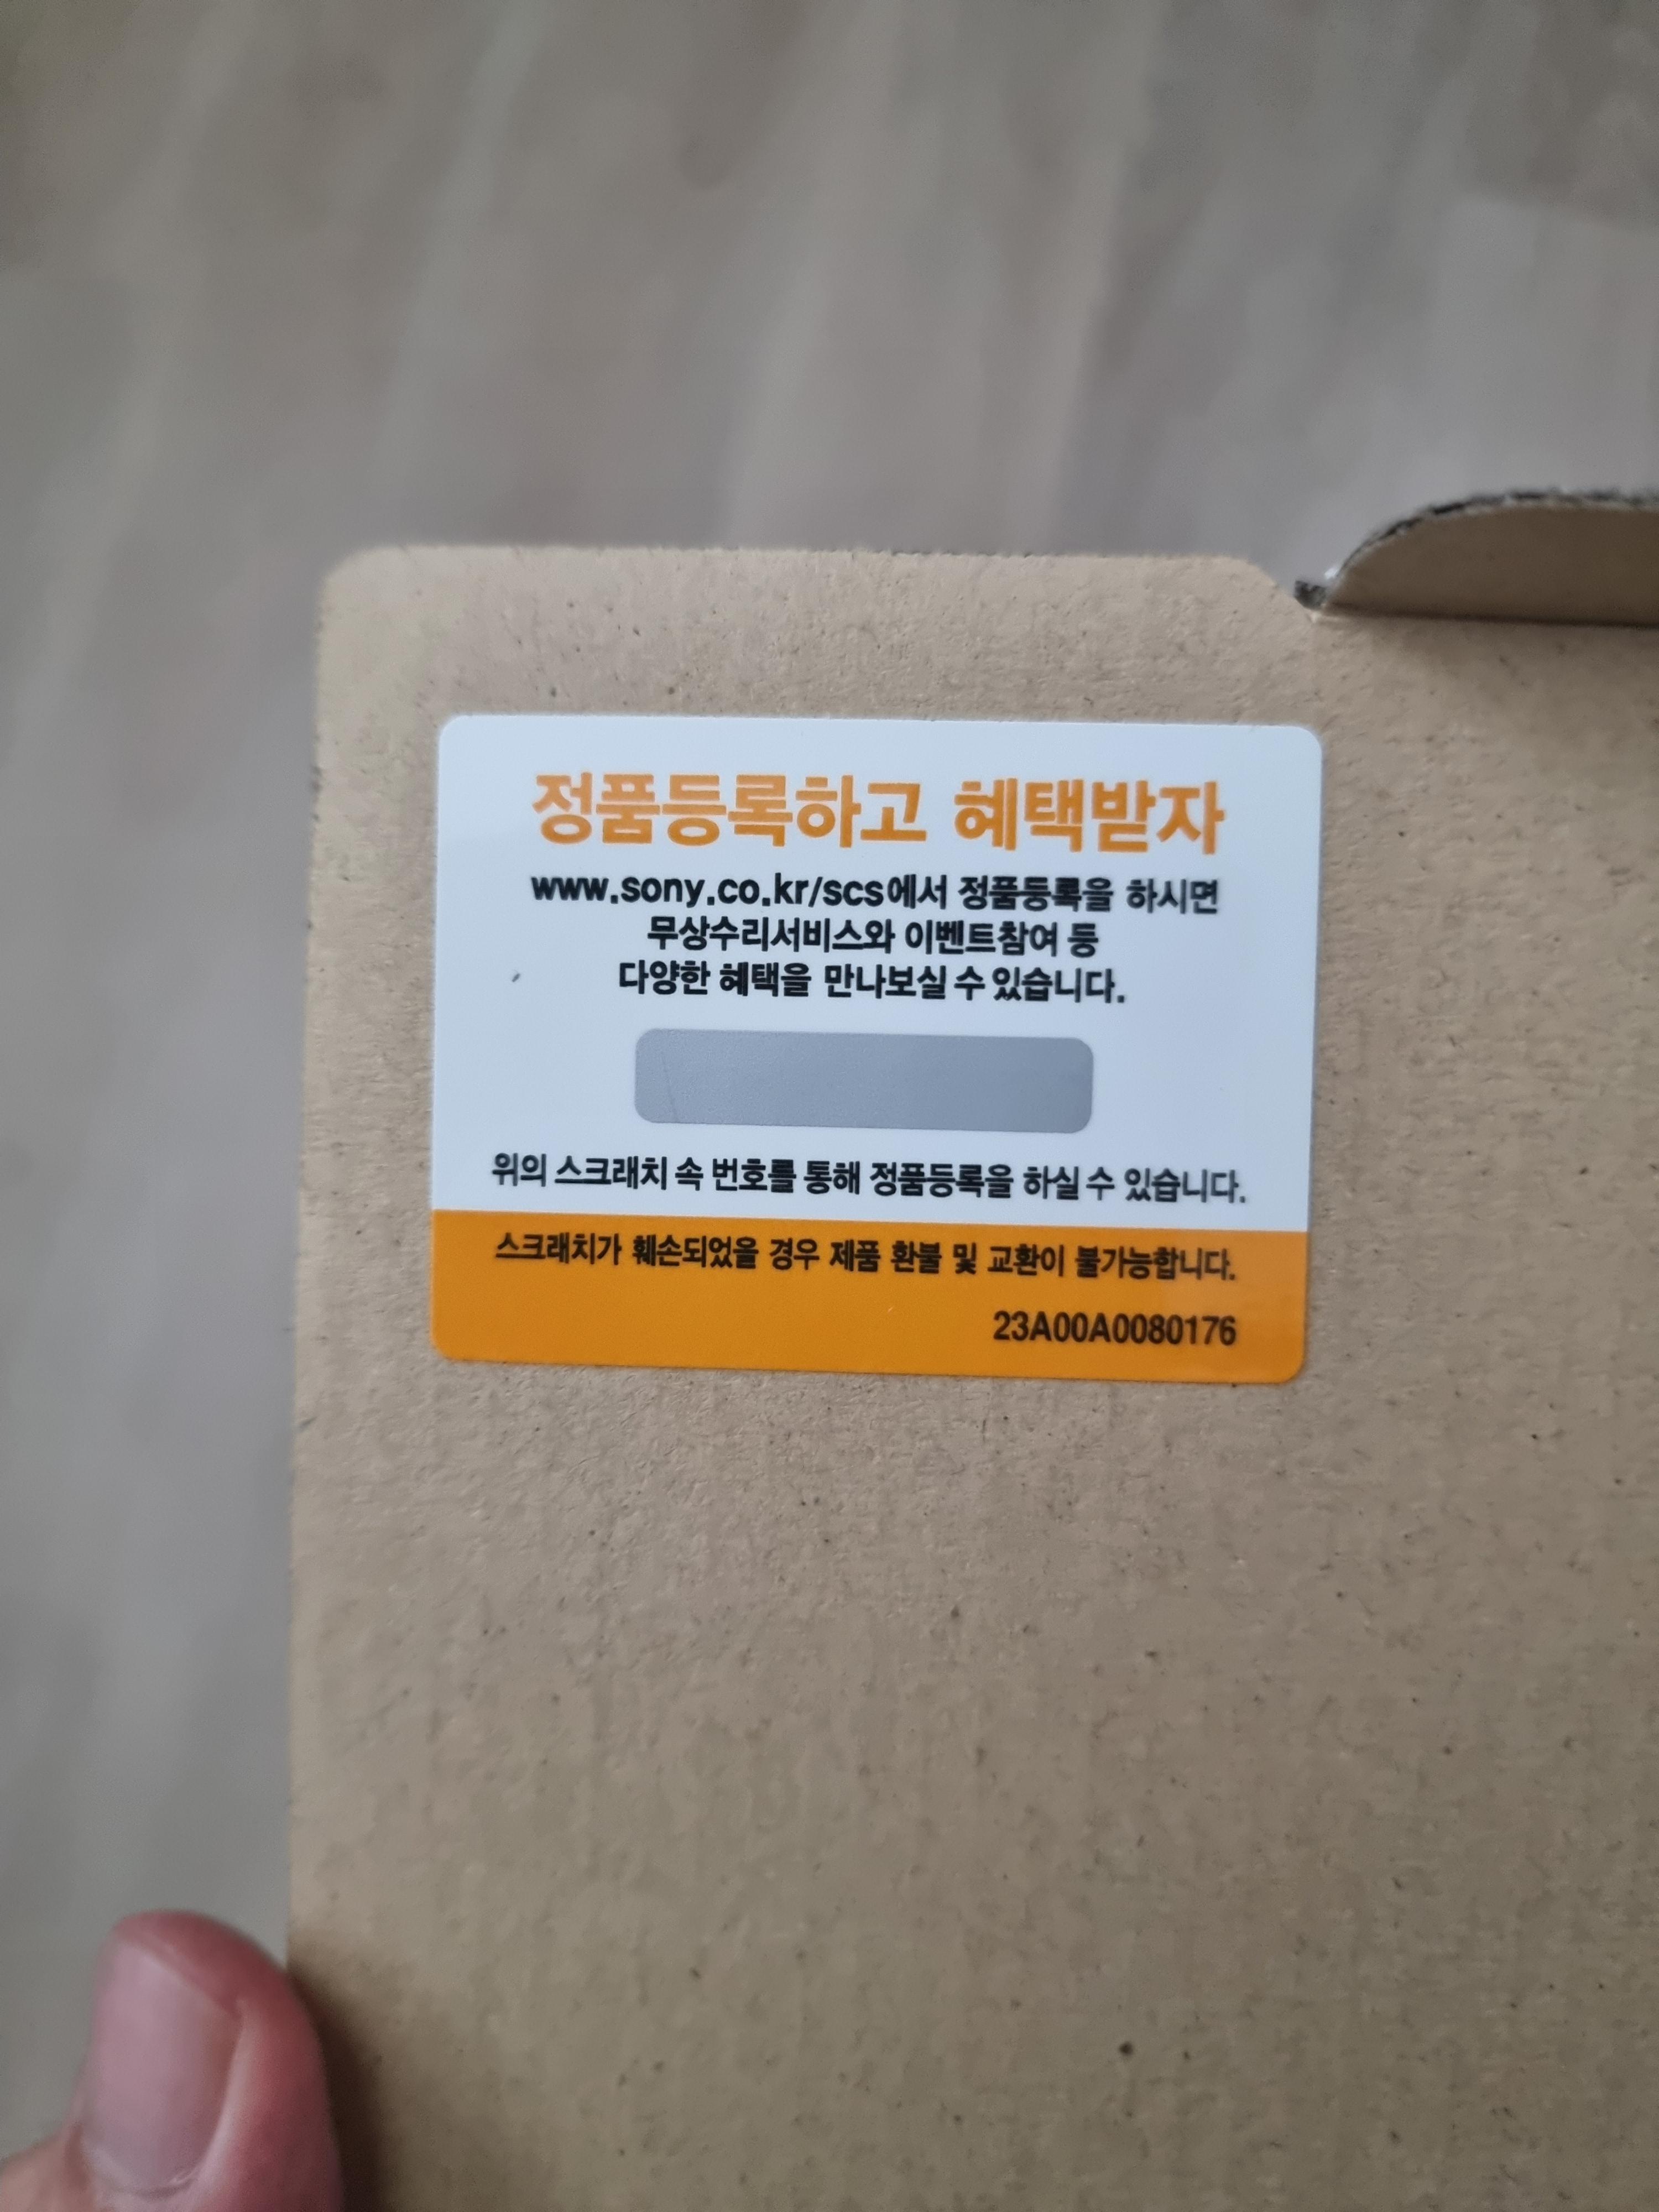 정품등록하고 혜택받자
www.sony.co.kr/scs에서 정품등록을 하시면
무상수리서비스와 이벤트참여 등
다양한 혜택을 만나보실 수 있습니다.
위의 스크래치 속 번호를 통해 정품등록을 하실 수 있습니다.
스크래치가 훼손되었을 경우 제품 환불 및 교환이 불가능합니다.
23A00A0080176